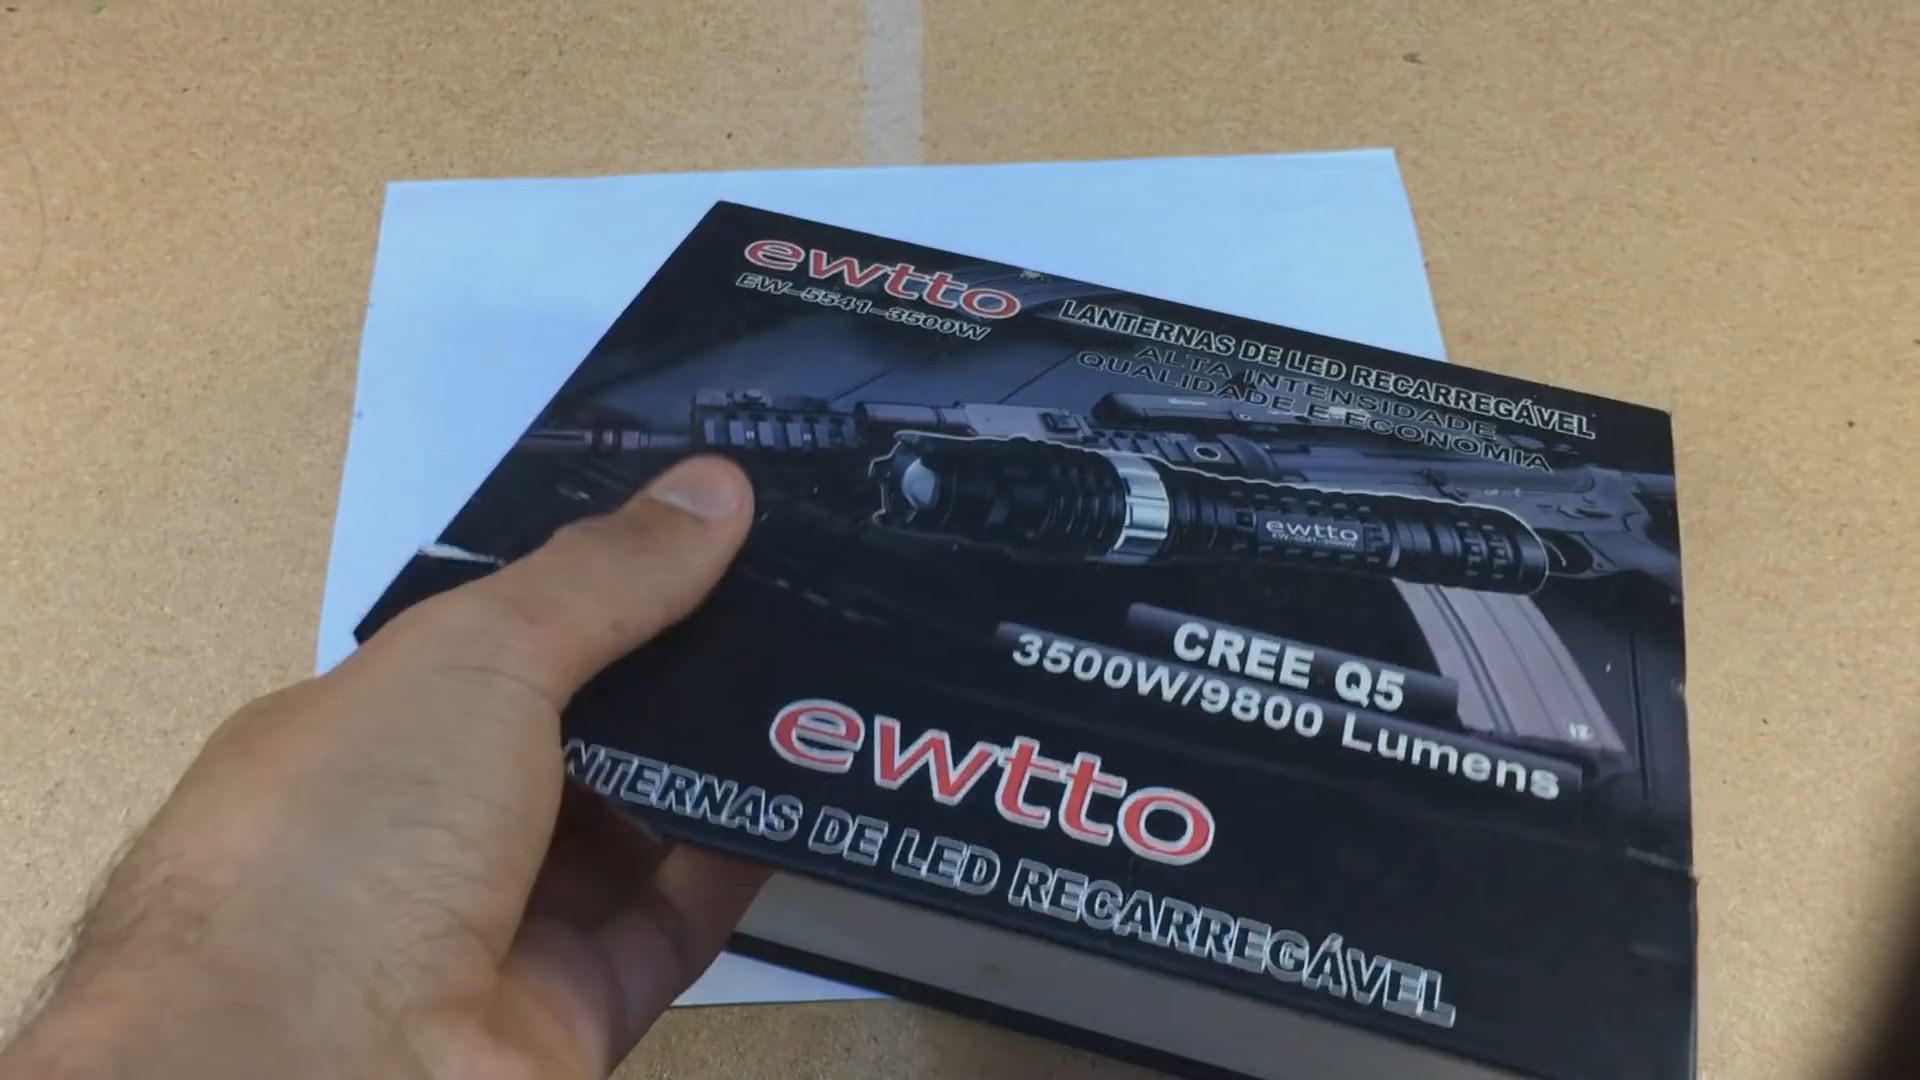 ewtto
EW-5541-3500W
LANTERNAS DE LED RECARREGÁVEL
ALTA INTENSIDADE
QUALIDADE E ECONOMIA
ewtto
EW-5541-3500W
CREE Q5
3500W/9800 Lumens
ewtto
NTERNAS DE LED RECARREGÁVEL